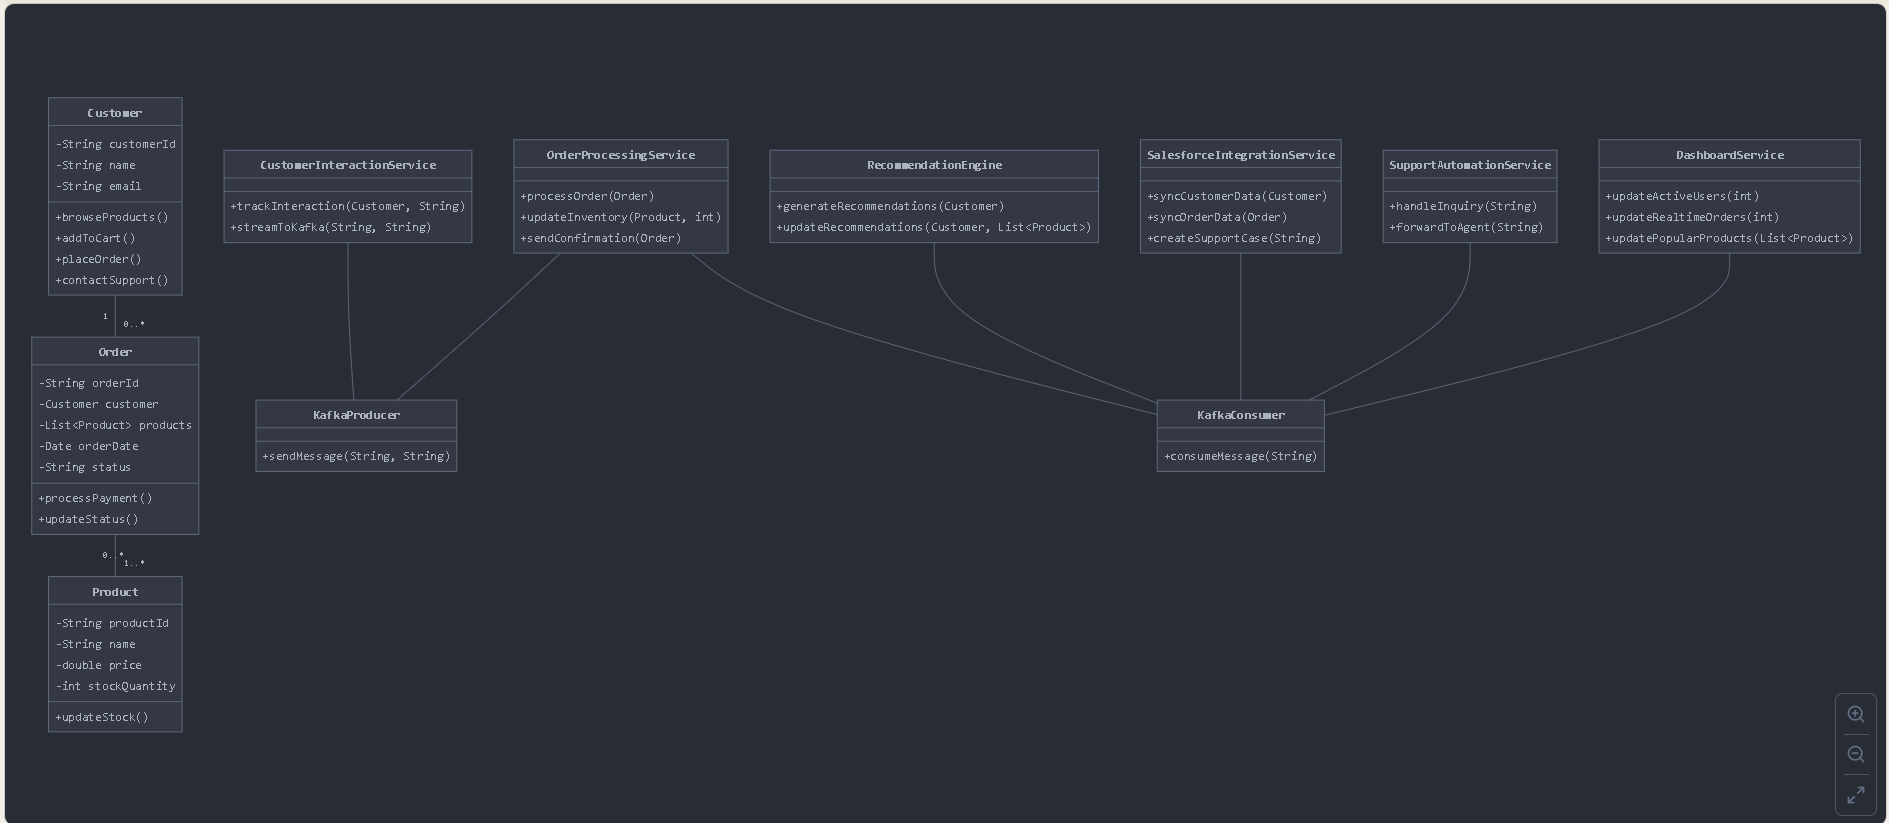 Customer
-String customerId
-String name
-String email
+browseProducts()
+addToCart()
+placeOrder()
+contactSupport()
1
0..*
Order
-String orderId
-Customer customer
-List<Product> products
-Date orderDate
-String status
+processPayment()
+updateStatus()
0..*
1..*
Product
-String productId
-String name
-double price
-int stockQuantity
+updateStock()
CustomerInteractionService
+trackInteraction(Customer, String)
+streamToKafka(String, String)
OrderProcessingService
+processOrder(Order)
+updateInventory(Product, int)
+sendConfirmation(Order)
RecommendationEngine
+generateRecommendations(Customer)
+updateRecommendations(Customer, List<Product>)
SalesforceIntegrationService
+syncCustomerData(Customer)
+syncOrderData(Order)
+createSupportCase(String)
SupportAutomationService
+handleInquiry(String)
+forwardToAgent(String)
DashboardService
+updateActiveUsers(int)
+updateRealtimeOrders(int)
+updatePopularProducts(List<Product>)
KafkaProducer
+sendMessage(String, String)
KafkaConsumer
+consumeMessage(String)